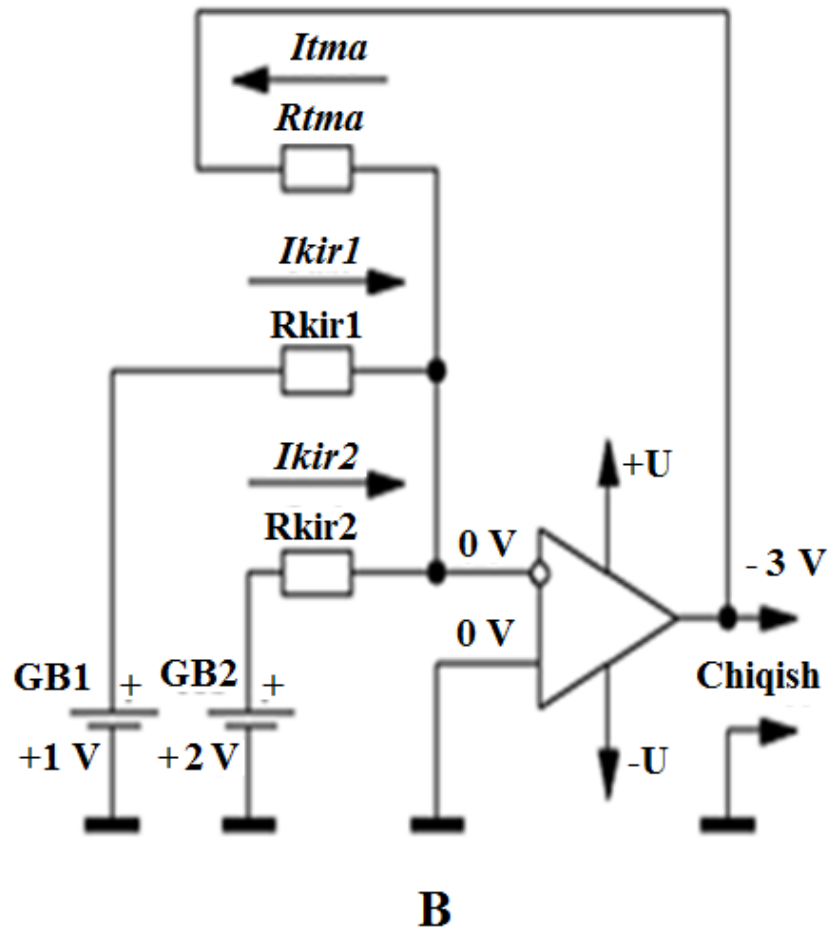 Itma
Rtma
Ikir1
Rkir1
Ikir2
Rkir2
0 V
+U
- 3 V
0 V
GB1 + GB2 +
Chiqish
+1 V +2 V
-U
B